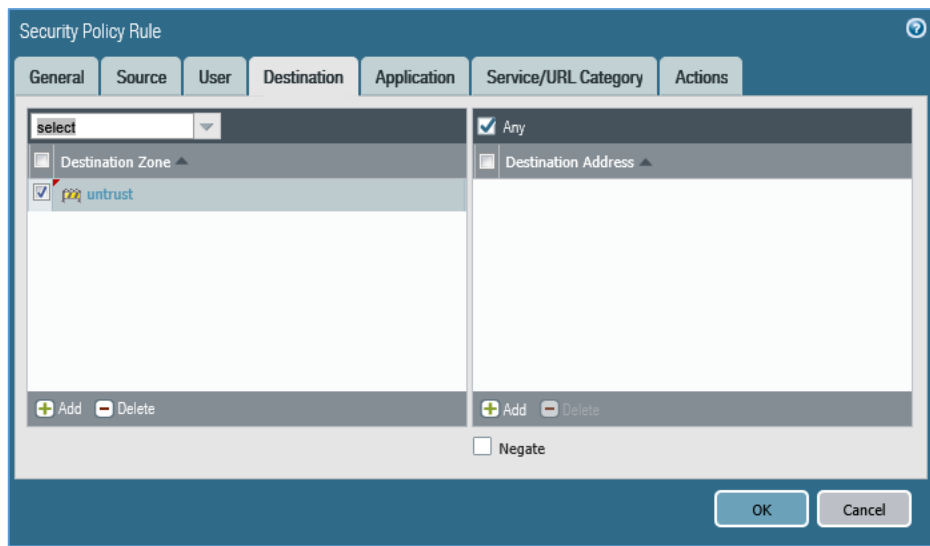 Security Policy Rule
General Source User Destination Application Service/URL Category Actions
select
Any
Destination Zone
Destination Address
untrust
Add Delete
Add Delete
Negate
OK Cancel